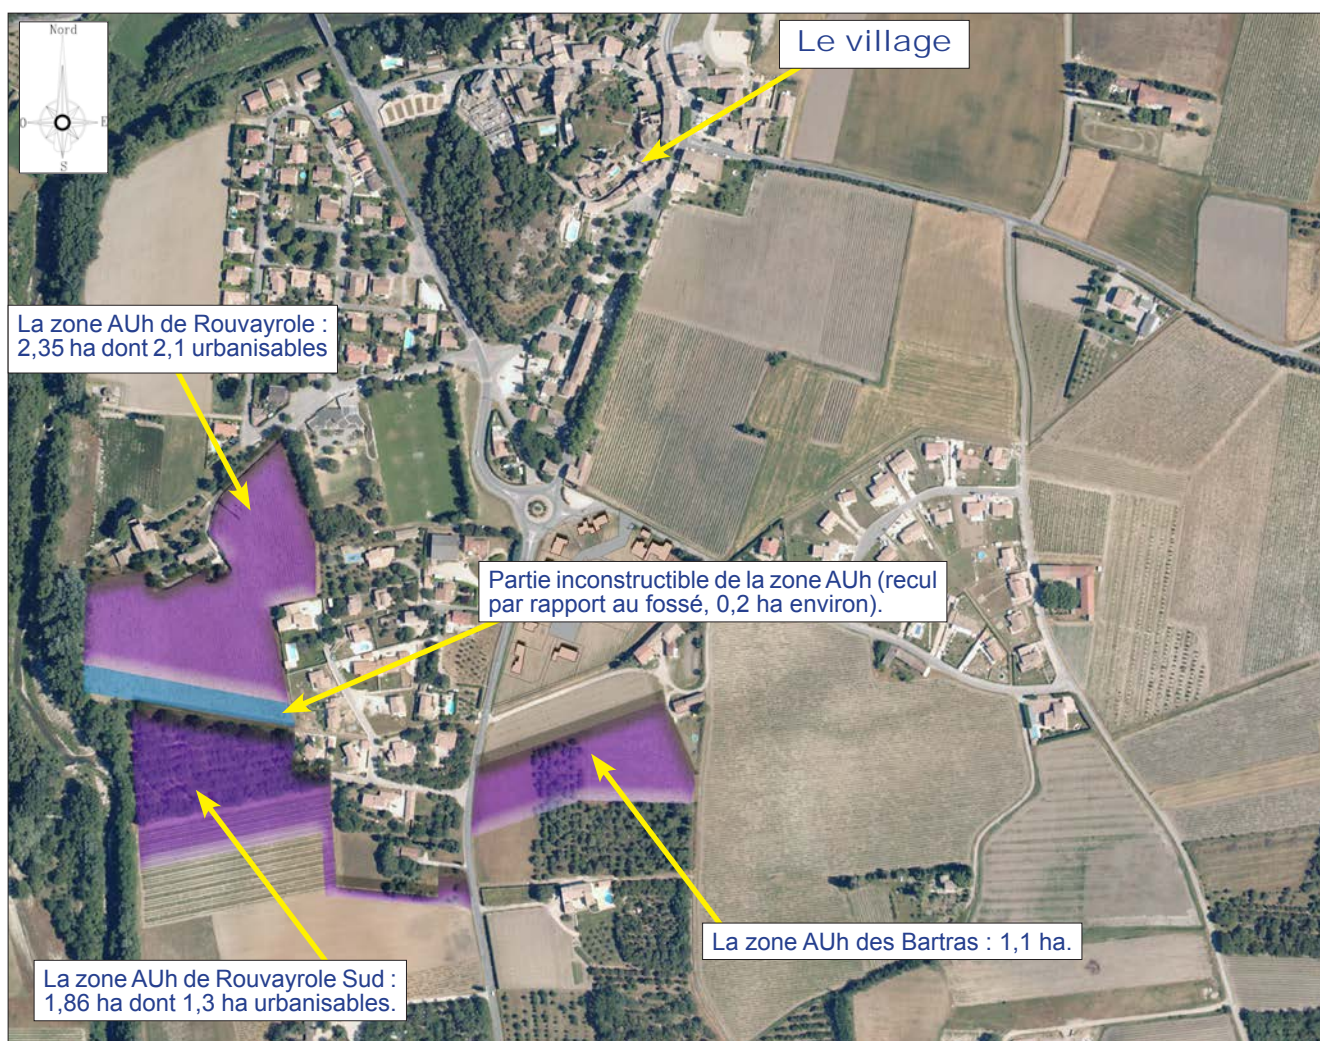 Nord
O
E
S
Le village
La zone AUh de Rouvayrole :
2,35 ha dont 2,1 urbanisables
Partie inconstructible de la zone AUh (recul
par rapport au fossé, 0,2 ha environ).
La zone AUh des Bartras : 1,1 ha.
La zone AUh de Rouvayrole Sud :
1,86 ha dont 1,3 ha urbanisables.